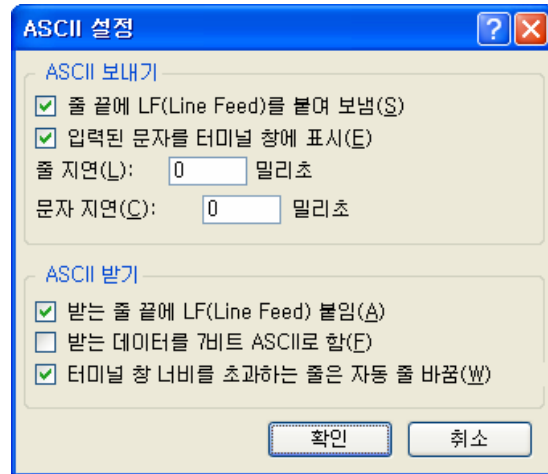 ASCII 설정
ASCII 보내기
줄 끝에 LF(Line Feed)를 붙여 보냄(S)
입력된 문자를 터미널 창에 표시(E)
줄 지연(L): 0 밀리초
문자 지연(C): 0 밀리초
ASCII 받기
받는 줄 끝에 LF(Line Feed) 붙임(A)
받는 데이터를 7비트 ASCII로 함(F)
터미널 창 너비를 초과하는 줄은 자동 줄 바꿈(W)
확인 취소